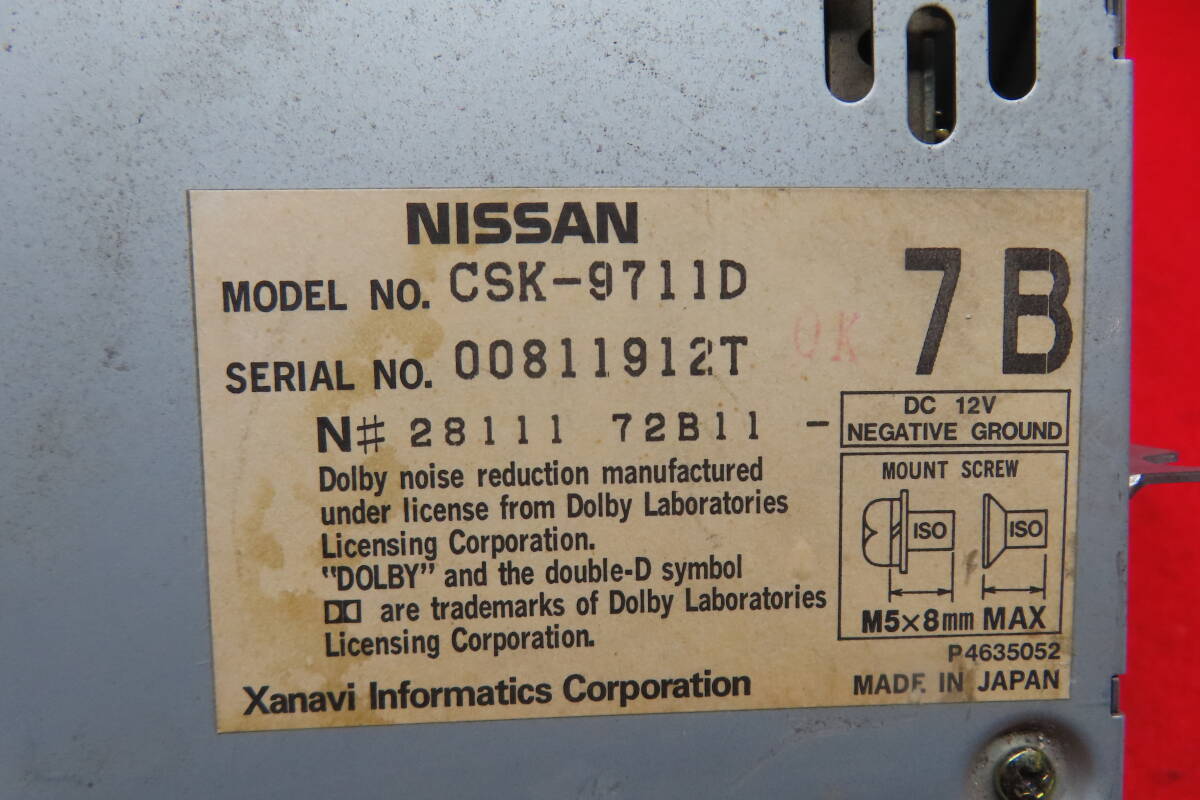 NISSAN
MODEL NO. CSK-9711D
7B
SERIAL NO. 00811912T
OK
N# 28111 72B11 -
DC 12V
NEGATIVE GROUND
Dolby noise reduction manufactured
under license from Dolby Laboratories
Licensing Corporation.
"DOLBY" and the double-D symbol
are trademarks of Dolby Laboratories
Licensing Corporation.
MOUNT SCREW
ISO ISO
M5×8mm MAX
P4635052
Xanavi Informatics Corporation
MADE IN JAPAN